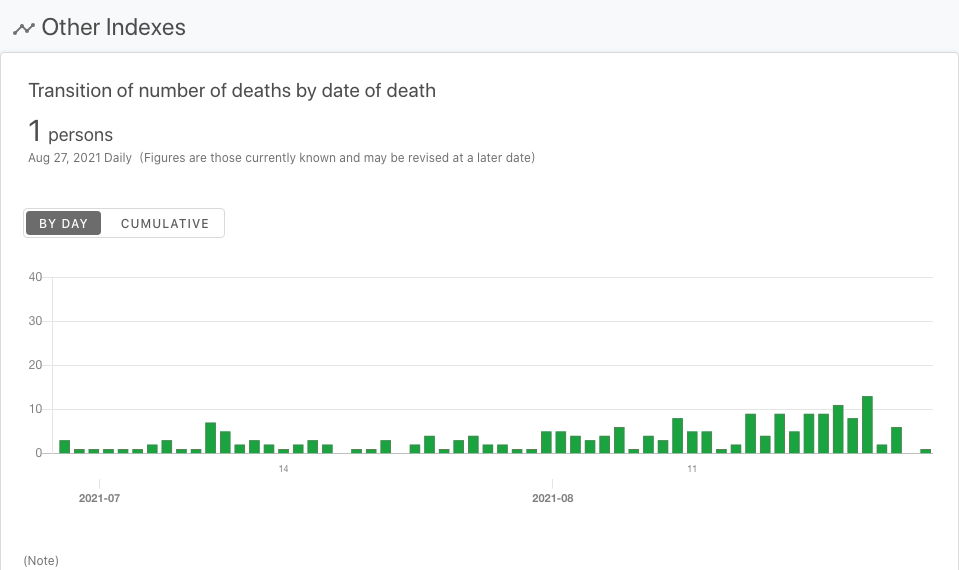 Other Indexes
Transition of number of deaths by date of death
1 persons
Aug 27, 2021 Daily (Figures are those currently known and may be revised at a later date)
BY DAY CUMULATIVE
40
30
20
10
0
14 11
2021-07 2021-08
(Note)